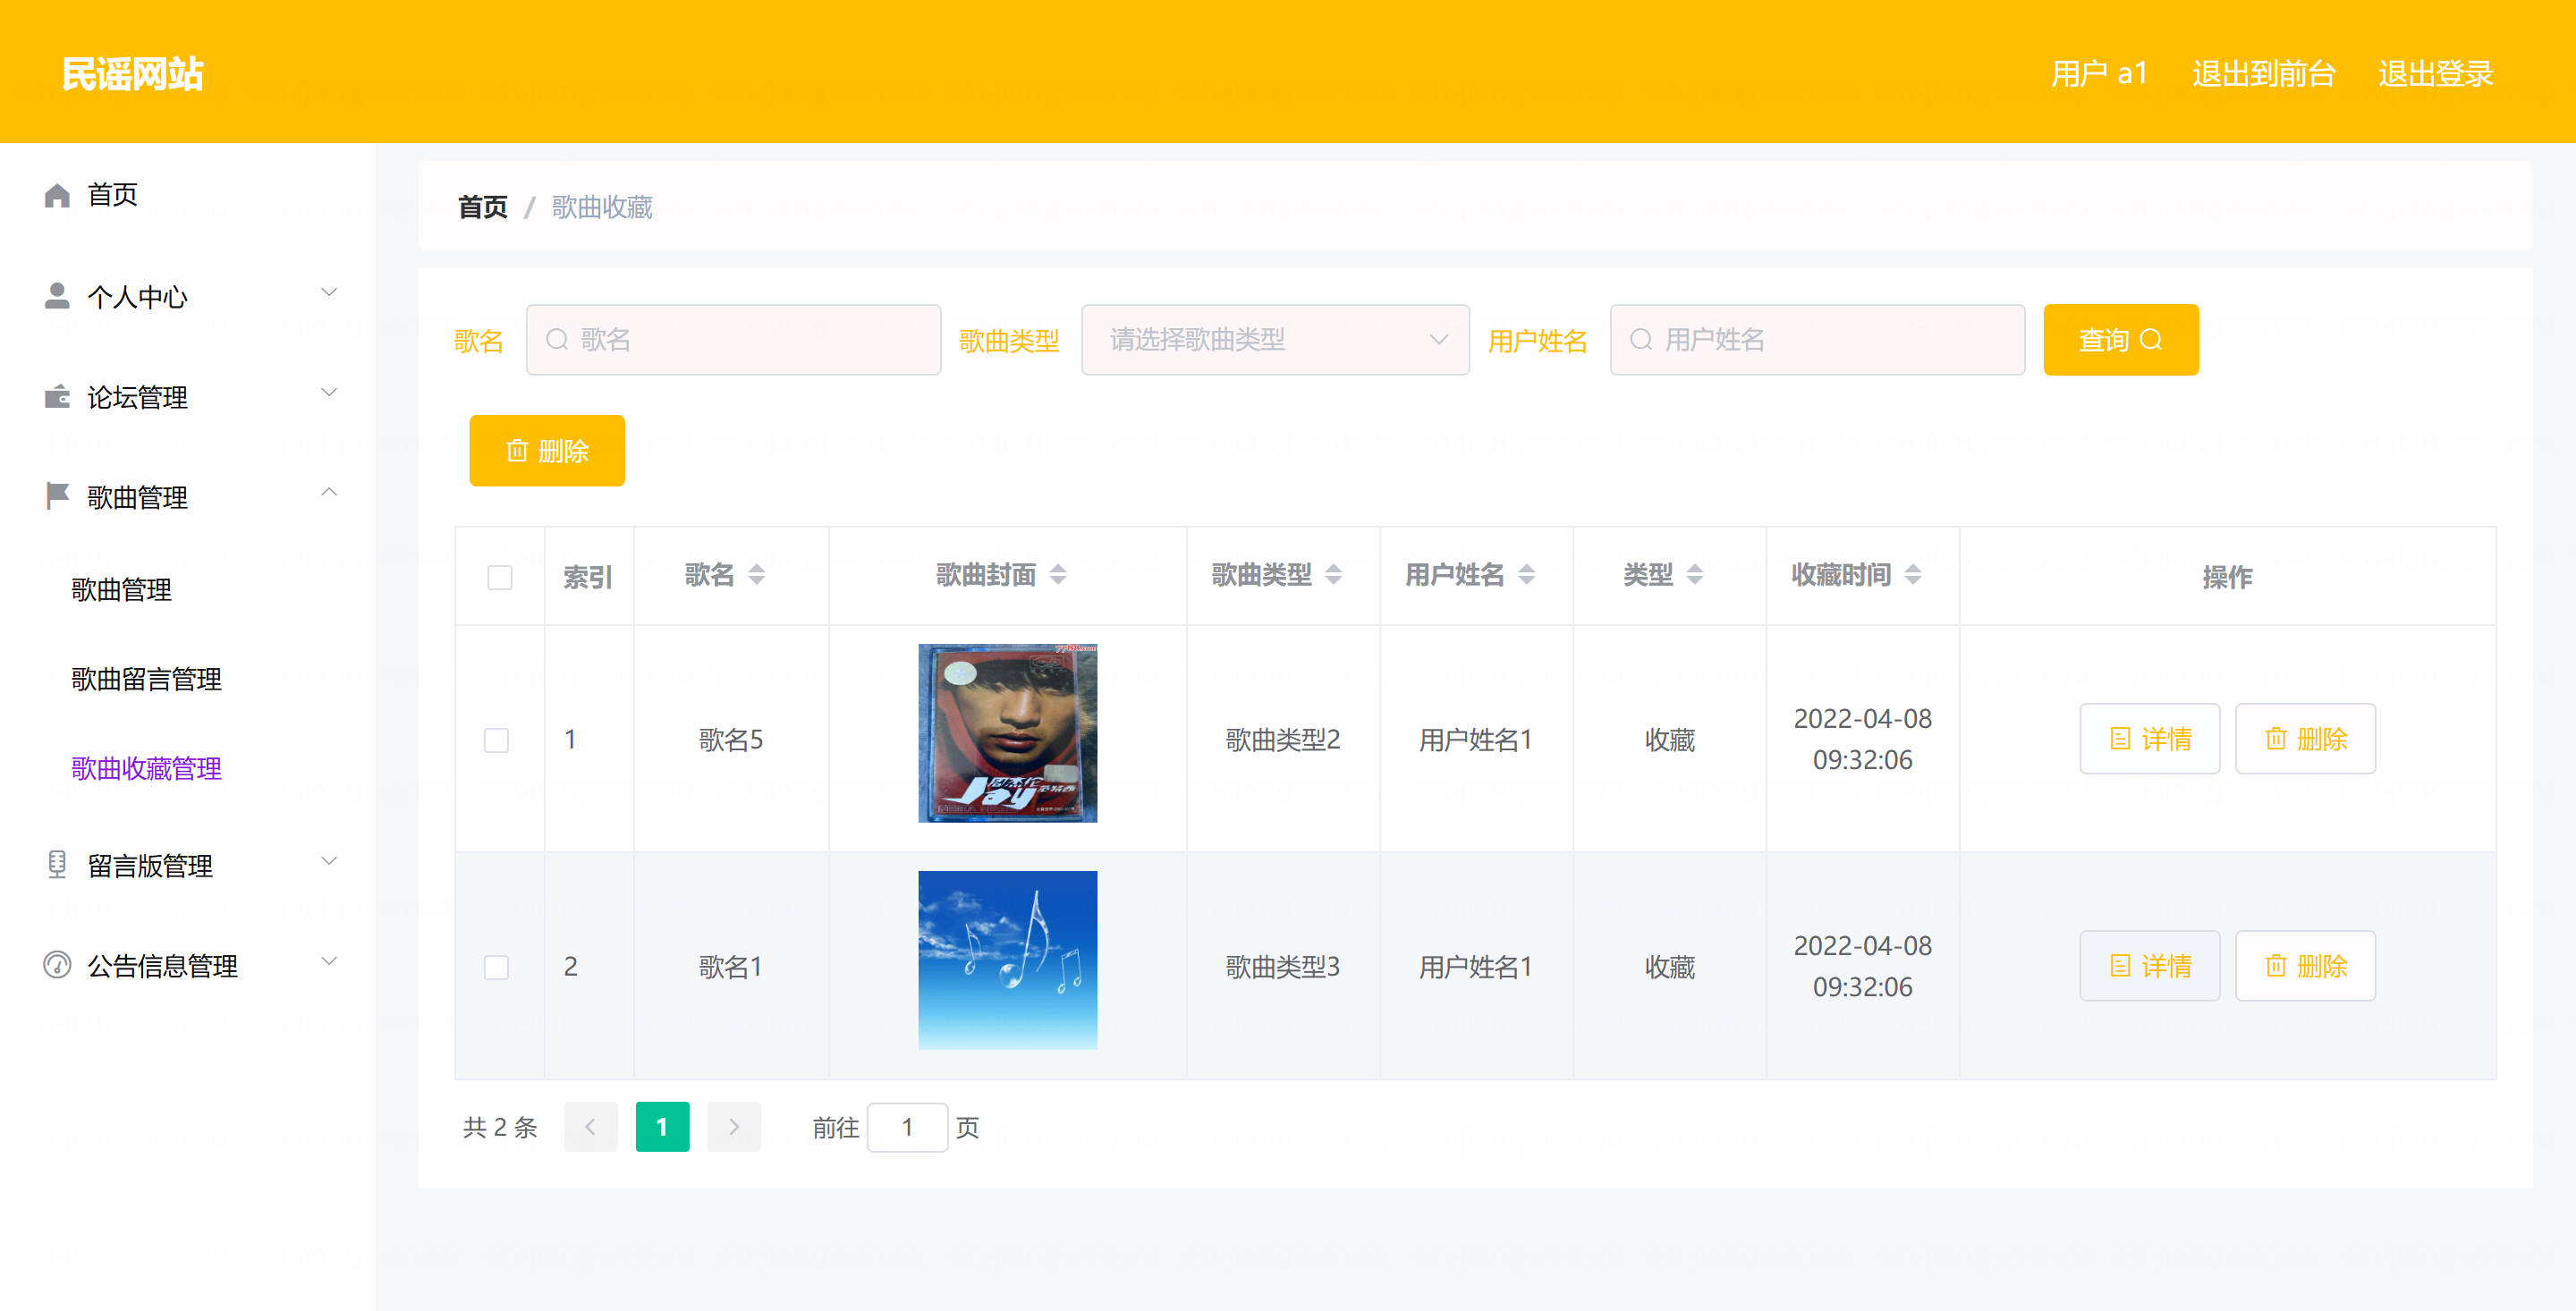 民谣网站
用户 a1 退出到前台 退出登录
首页
个人中心
论坛管理
歌曲管理
歌曲管理
歌曲留言管理
歌曲收藏管理
留言版管理
公告信息管理
首页 / 歌曲收藏
歌名 歌名 歌曲类型 请选择歌曲类型 用户姓名 用户姓名 查询
删除
索引 歌名 歌曲封面 歌曲类型 用户姓名 类型 收藏时间 操作
1 歌名5 歌曲类型2 用户姓名1 收藏 2022-04-08 09:32:06 详情 删除
周杰伦
Jay 范特西
2 歌名1 歌曲类型3 用户姓名1 收藏 2022-04-08 09:32:06 详情 删除
共 2 条 1 前往 1 页